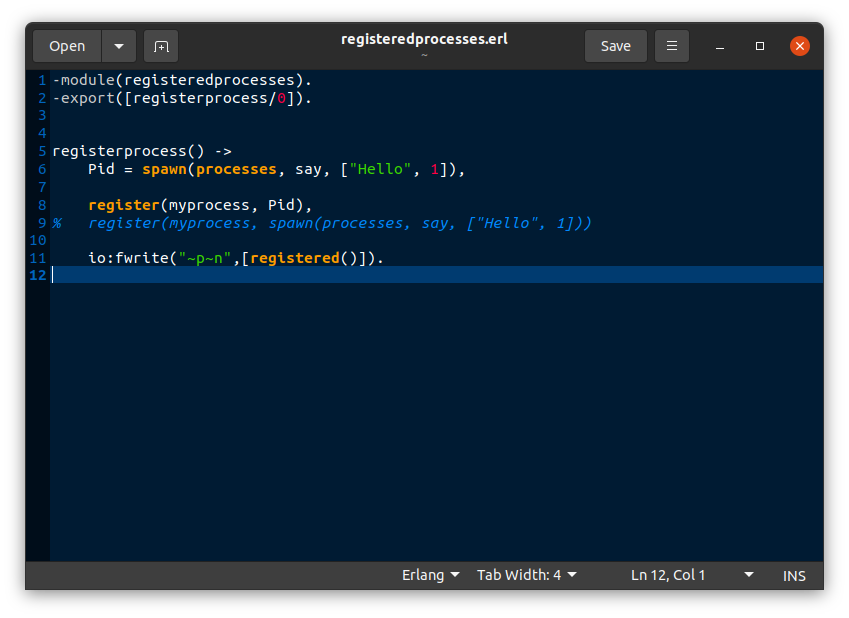 Open
registeredprocesses.erl
~
Save
1 -module(registeredprocesses).
2 -export([registerprocess/0]).
3
4
5 registerprocess() ->
6     Pid = spawn(processes, say, ["Hello", 1]),
7
8     register(myprocess, Pid),
9 %   register(myprocess, spawn(processes, say, ["Hello", 1]))
10
11     io:fwrite("~p~n",[registered()]).
12
Erlang Tab Width: 4 Ln 12, Col 1 INS